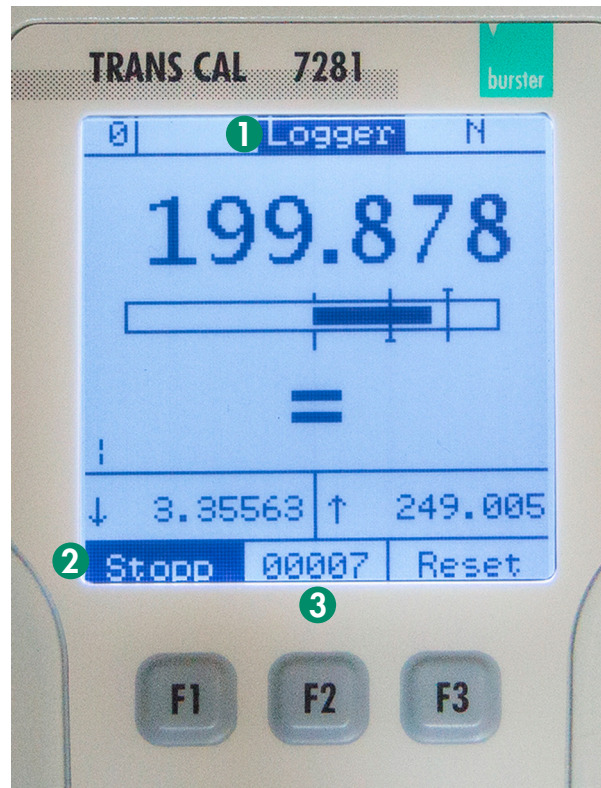 TRANS CAL 7281
burster
0 1 Logger N
199.878
=
↓ 3.35563 ↑ 249.005
2 Stopp 00007 Reset
3
F1 F2 F3